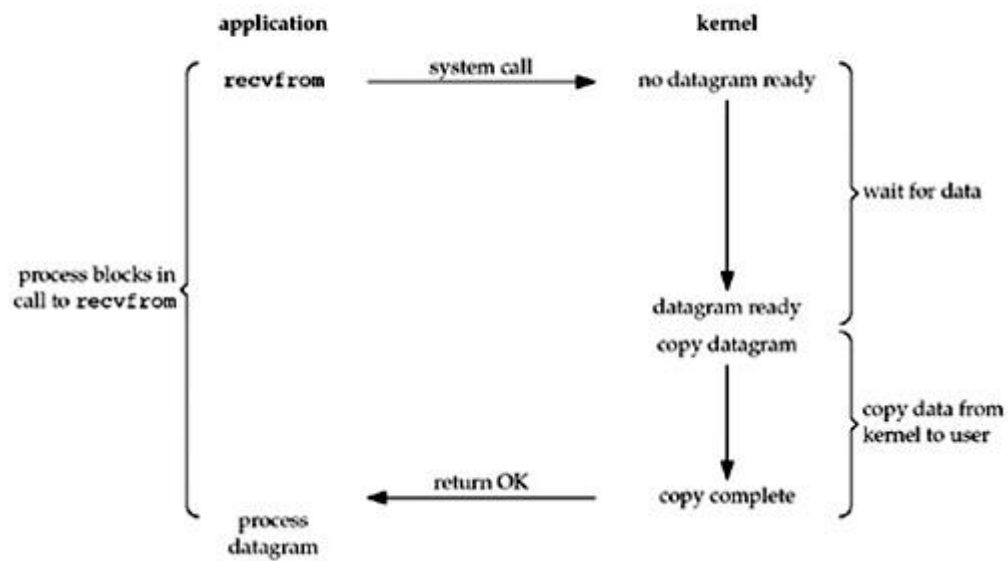 application
kernel
recvfrom
system call
no datagram ready
wait for data
process blocks in
call to recvfrom
datagram ready
copy datagram
copy data from
kernel to user
return OK
copy complete
process
datagram